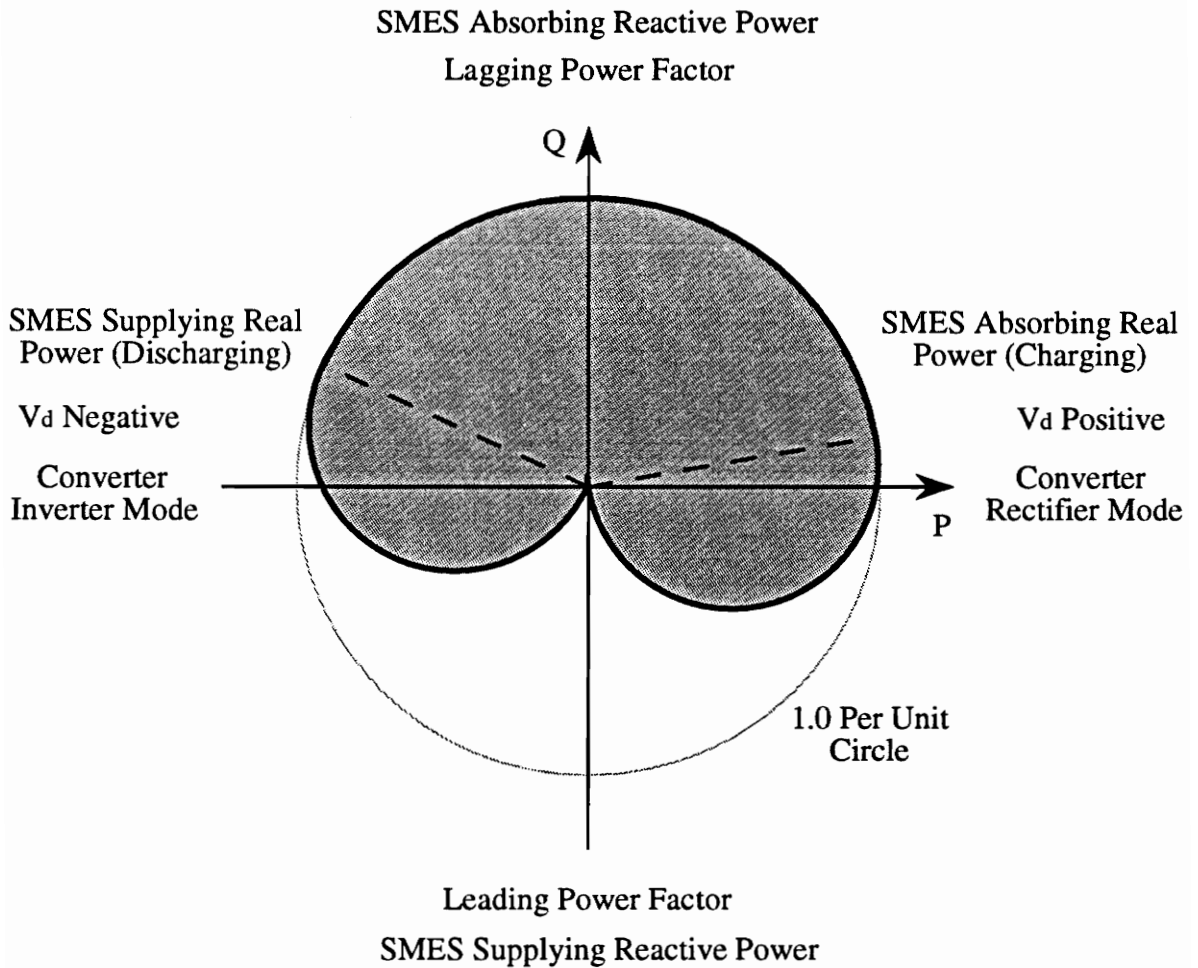 SMES Absorbing Reactive Power
Lagging Power Factor
Q
SMES Supplying Real
Power (Discharging)
Vd Negative
Converter
Inverter Mode
SMES Absorbing Real
Power (Charging)
Vd Positive
Converter
Rectifier Mode
P
1.0 Per Unit
Circle
Leading Power Factor
SMES Supplying Reactive Power